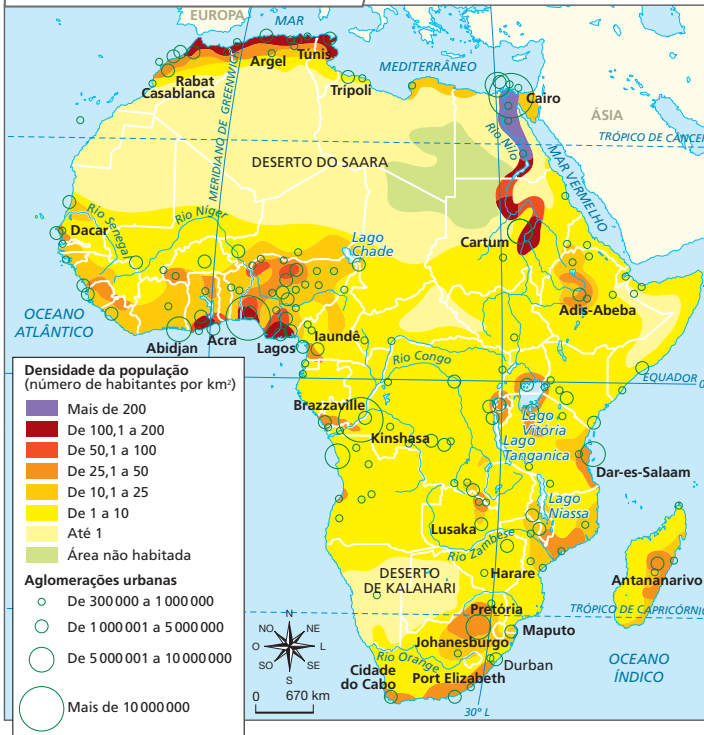 EUROPA
MAR
MEDITERRÂNEO
Argel
Túnis
Rabat
Casablanca
Trípoli
Cairo
ÁSIA
MERIDIANO DE GREENWICH
Rio Nilo
TRÓPICO DE CÂNCER
DESERTO DO SAARA
MAR VERMELHO
Rio Senegal
Rio Níger
Dacar
Lago
Chade
Cartum
OCEANO
ATLÂNTICO
Adis-Abeba
Abidjan
Acra
Lagos
Iaundê
Rio Congo
EQUADOR 0
Brazzaville
Lago
Vitória
Kinshasa
Lago
Tanganica
Dar-es-Salaam
Lago
Niassa
Lusaka
Rio Zambese
DESERTO
DE KALAHARI
Harare
Antananarivo
Pretória
TRÓPICO DE CAPRICÓRNIO
Johanesburgo
Maputo
Rio Orange
Durban
OCEANO
ÍNDICO
Cidade
do Cabo
Port Elizabeth
30° L
Densidade da população
(número de habitantes por km²)
Mais de 200
De 100,1 a 200
De 50,1 a 100
De 25,1 a 50
De 10,1 a 25
De 1 a 10
Até 1
Área não habitada
Aglomerações urbanas
De 300 000 a 1 000 000
De 1 000 001 a 5 000 000
De 5 000 001 a 10 000 000
Mais de 10 000 000
N
NO NE
O L
SO SE
S
0 670 km